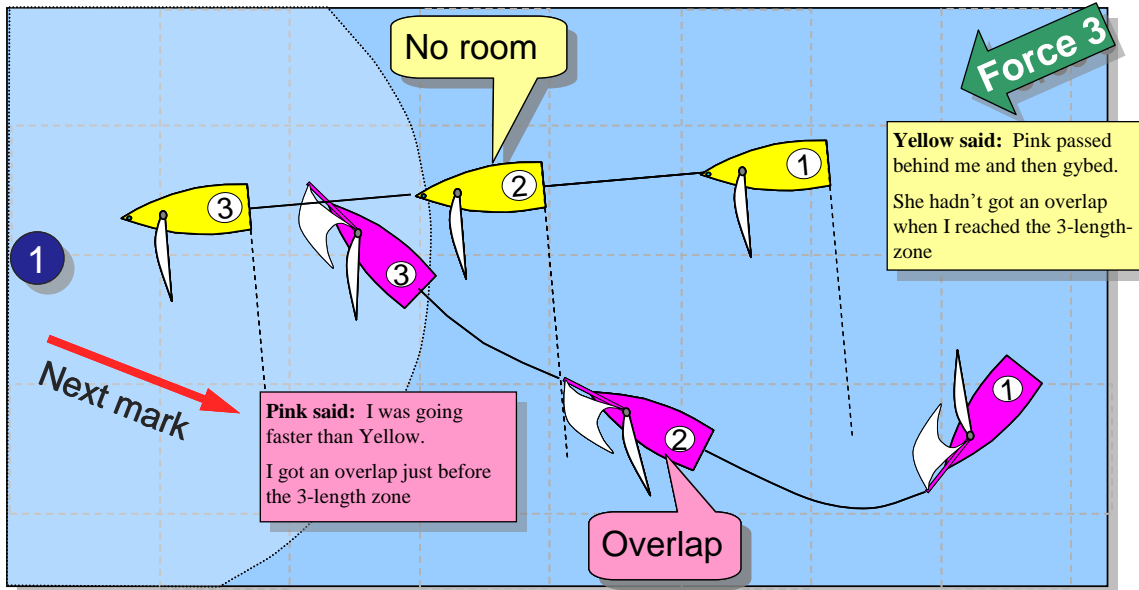 No room
Force 3
Yellow said: Pink passed
behind me and then gybed.
She hadn't got an overlap
when I reached the 3-length-
zone
1
2
3
1
3
2
1
Next mark
Pink said: I was going
faster than Yellow.
I got an overlap just before
the 3-length zone
Overlap